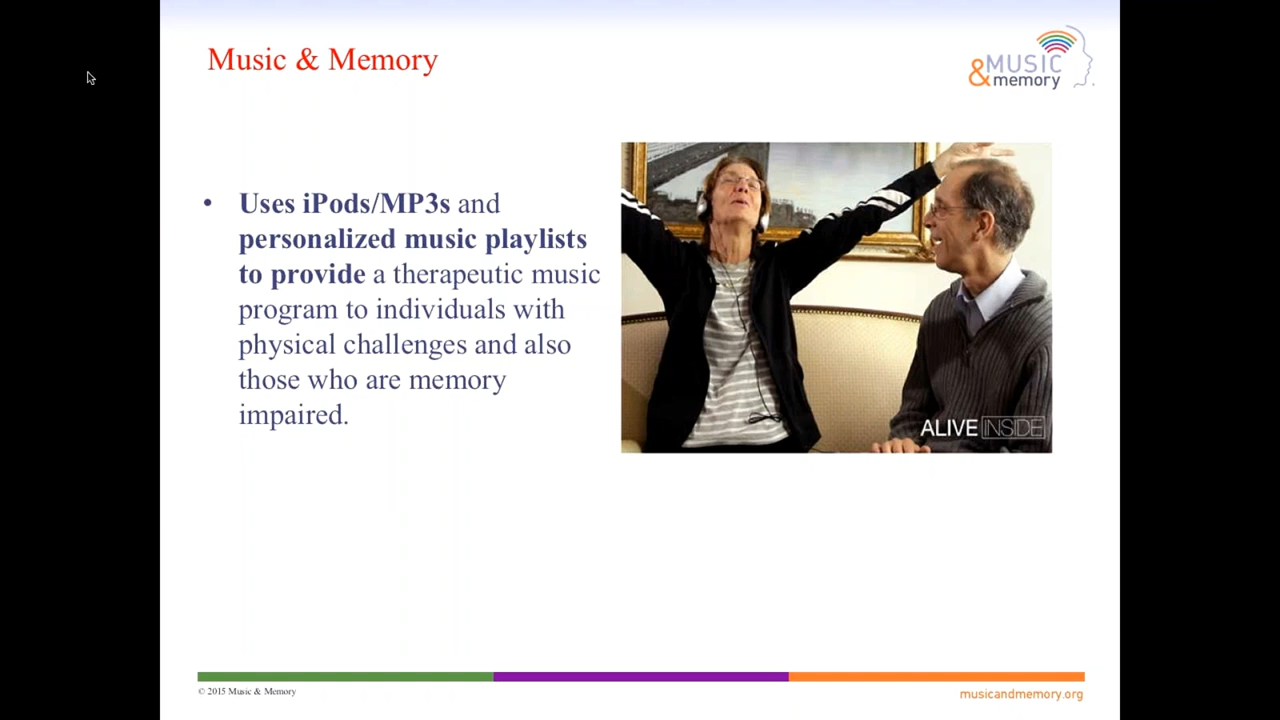 Music & Memory
&MUSIC
memory
• Uses iPods/MP3s and
personalized music playlists
to provide a therapeutic music
program to individuals with
physical challenges and also
those who are memory
impaired.
ALIVE INSIDE
© 2015 Music & Memory
musicandmemory.org